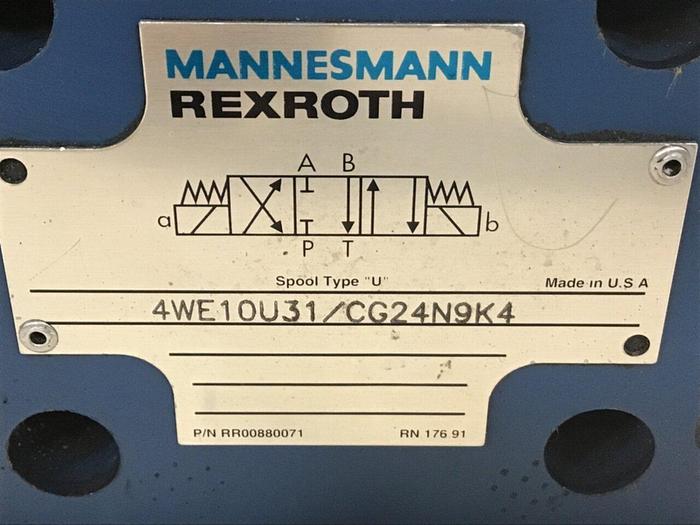 MANNESMANN
REXROTH
A B
a b
P T
Spool Type "U" Made in U.S A
4WE10U31/CG24N9K4
P/N RR00880071 RN 176 91